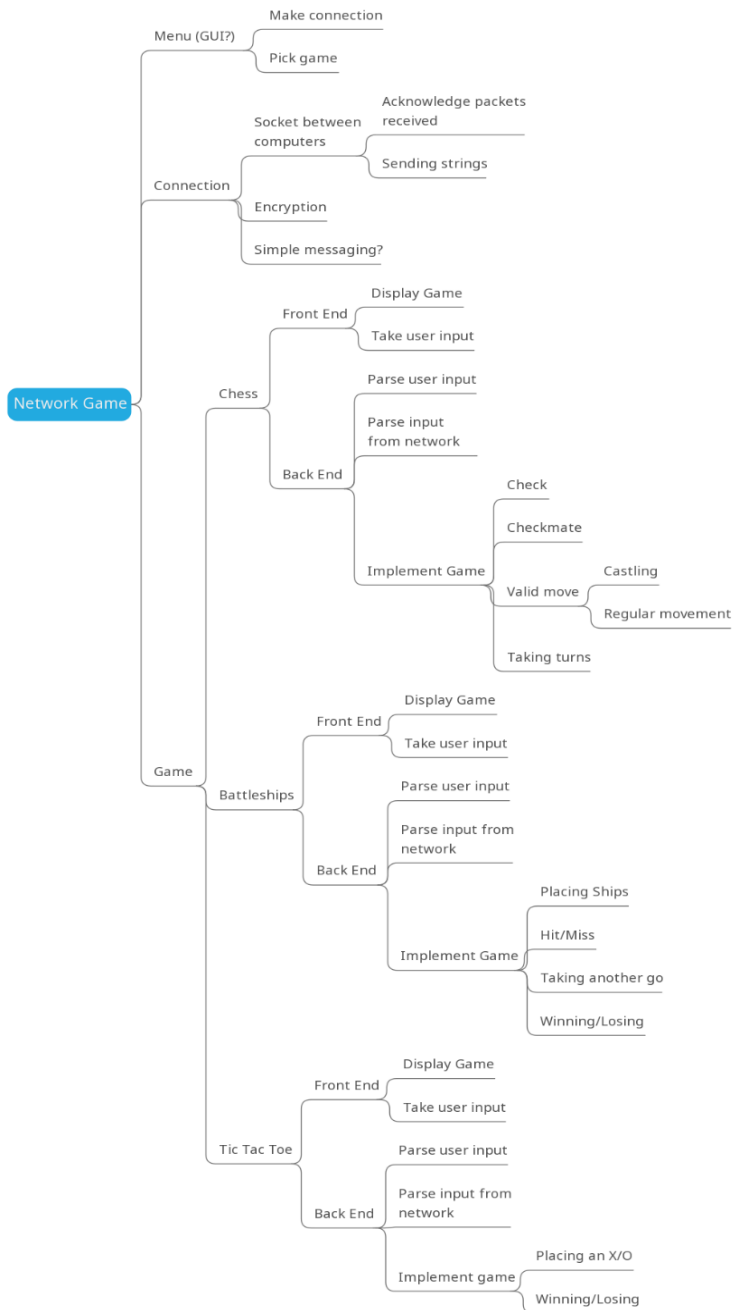 Make connection
Menu (GUI?)
Pick game
Acknowledge packets
received
Socket between
computers
Sending strings
Connection
Encryption
Simple messaging?
Display Game
Front End
Take user input
Parse user input
Chess
Network Game
Parse input
from network
Back End
Check
Checkmate
Implement Game
Castling
Valid move
Regular movement
Taking turns
Display Game
Front End
Take user input
Game
Parse user input
Battleships
Parse input from
network
Back End
Placing Ships
Hit/Miss
Implement Game
Taking another go
Winning/Losing
Display Game
Front End
Take user input
Parse user input
Tic Tac Toe
Parse input from
network
Back End
Placing an X/O
Implement game
Winning/Losing